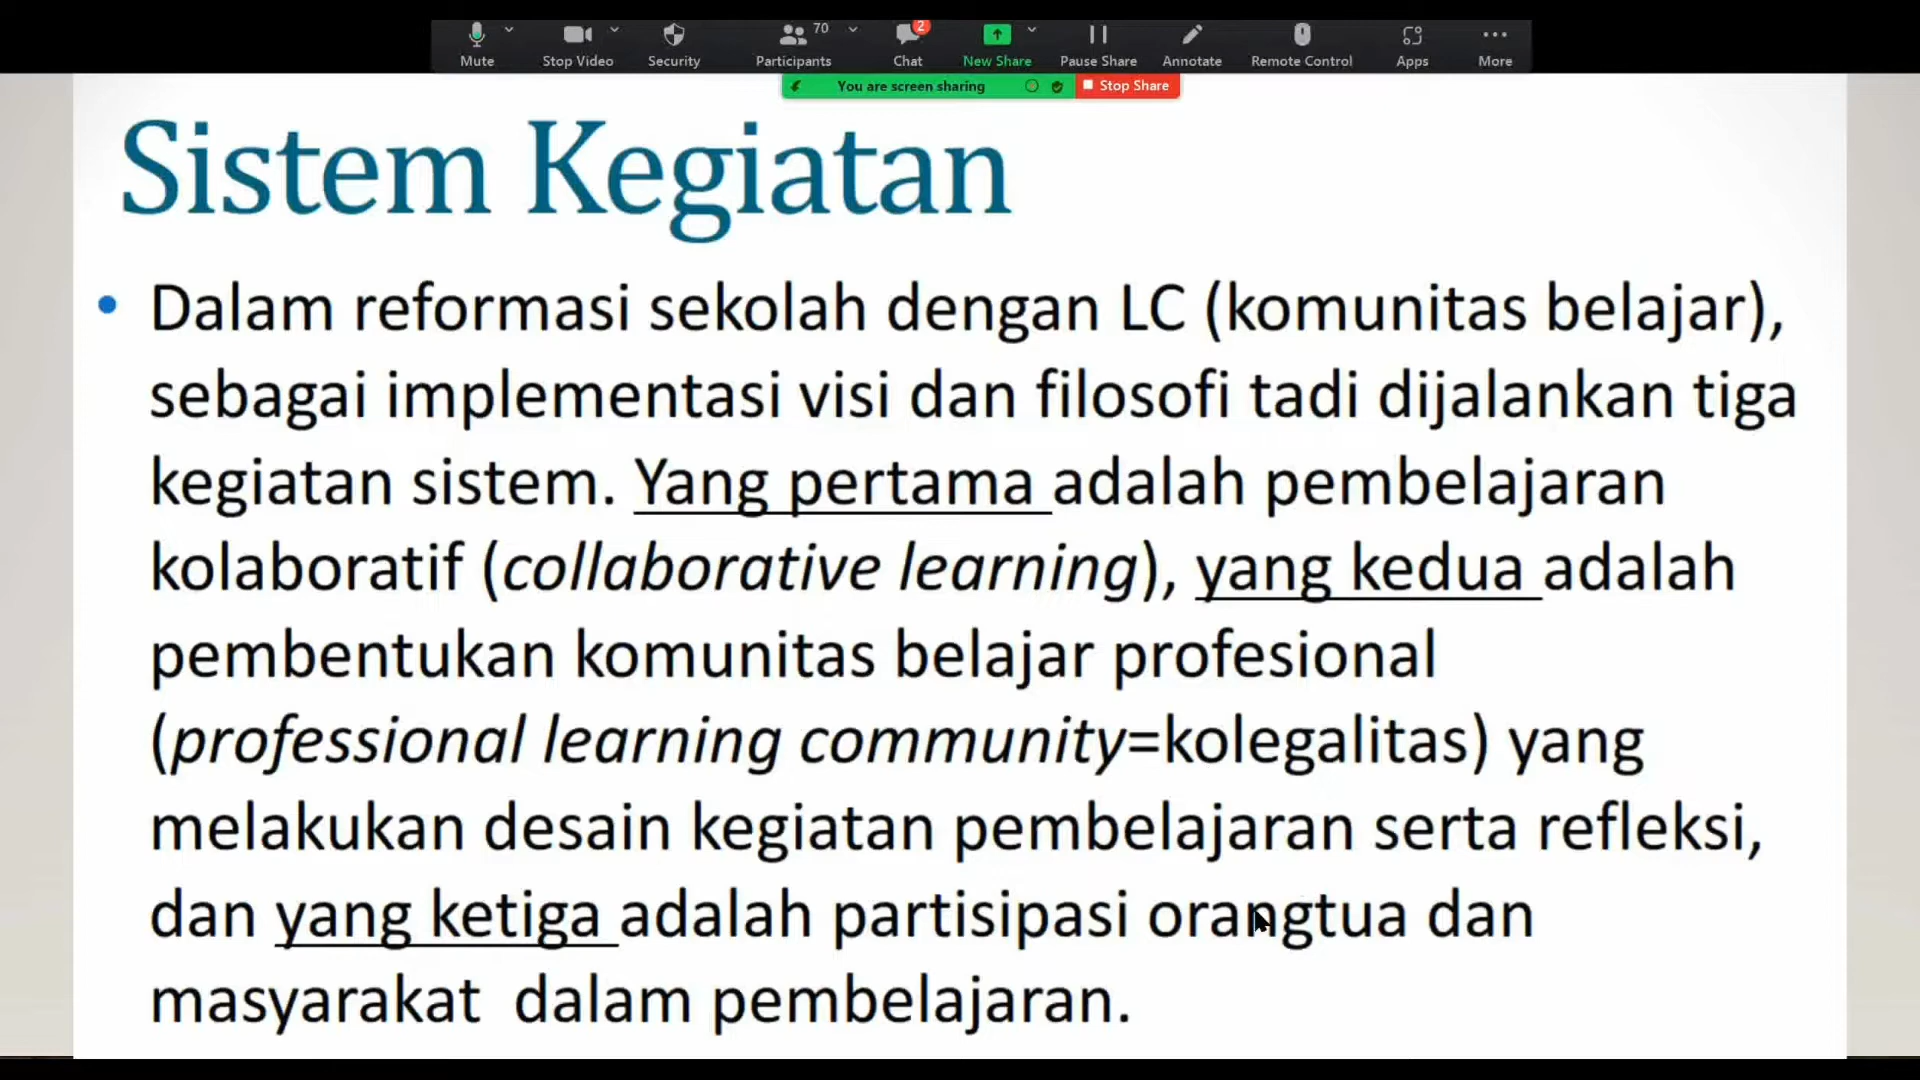 Mute Stop Video Security Participants 70 Chat 2 New Share Pause Share Annotate Remote Control Apps More
You are screen sharing Stop Share
Sistem Kegiatan
• Dalam reformasi sekolah dengan LC (komunitas belajar),
sebagai implementasi visi dan filosofi tadi dijalankan tiga
kegiatan sistem. Yang pertama adalah pembelajaran
kolaboratif (collaborative learning), yang kedua adalah
pembentukan komunitas belajar profesional
(professional learning community=kolegalitas) yang
melakukan desain kegiatan pembelajaran serta refleksi,
dan yang ketiga adalah partisipasi orangtua dan
masyarakat dalam pembelajaran.